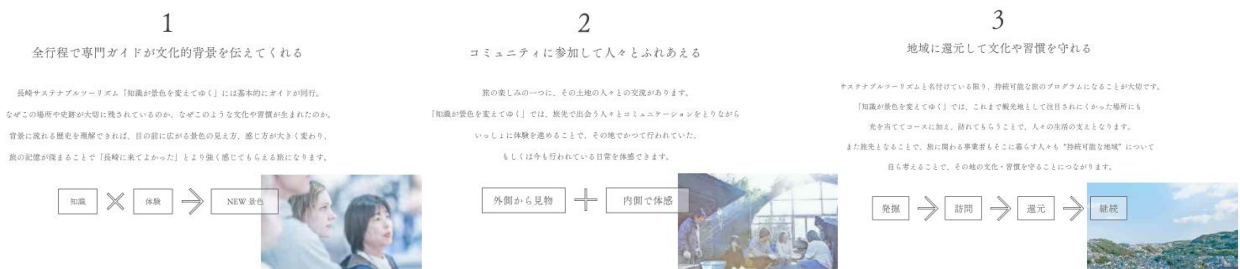 1
全行程で専門ガイドが文化的背景を伝えてくれる
長崎サステナブルツーリズム「知識が景色を変えてゆく」には基本的にガイドが同行。
なぜこの場所や史跡が大切に残されているのか、なぜこのような文化や習慣が生まれたのか。
背景に流れる歴史を理解できれば、目の前に広がる景色の見え方、感じ方が大きく変わり、
旅の記憶が深まることで「長崎に来てよかった」とより強く感じてもらえる旅になります。
知識 × 体験 → NEW 景色
2
コミュニティに参加して人々とふれあえる
旅の楽しみの一つに、その土地の人々との交流があります。
「知識が景色を変えてゆく」では、旅先で出会う人々とコミュニケーションをとりながら
いっしょに体験を進めることで、その地でかつて行われていた、
もしくは今も行われている日常を体感できます。
外側から見物 + 内側で体感
3
地域に還元して文化や習慣を守れる
サステナブルツーリズムと名付けている限り、持続可能な旅のプログラムになることが大切です。
「知識が景色を変えてゆく」では、これまで観光地として注目されにくかった場所にも
光を当ててコースに加え、訪れてもらうことで、人々の生活の支えとなります。
また旅先となることで、旅に関わる事業者もそこに暮らす人々も“持続可能な地域”について
自ら考えることで、その地の文化・習慣を守ることにつながります。
発掘 → 訪問 → 還元 → 継続